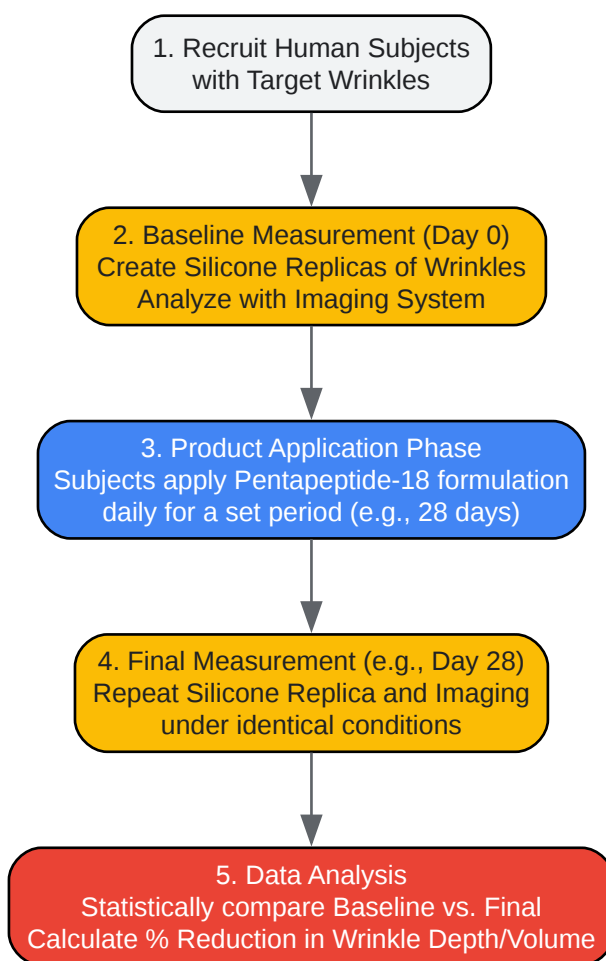 1. Recruit Human Subjects
with Target Wrinkles
2. Baseline Measurement (Day 0)
Create Silicone Replicas of Wrinkles
Analyze with Imaging System
3. Product Application Phase
Subjects apply Pentapeptide-18 formulation
daily for a set period (e.g., 28 days)
4. Final Measurement (e.g., Day 28)
Repeat Silicone Replica and Imaging
under identical conditions
5. Data Analysis
Statistically compare Baseline vs. Final
Calculate % Reduction in Wrinkle Depth/Volume